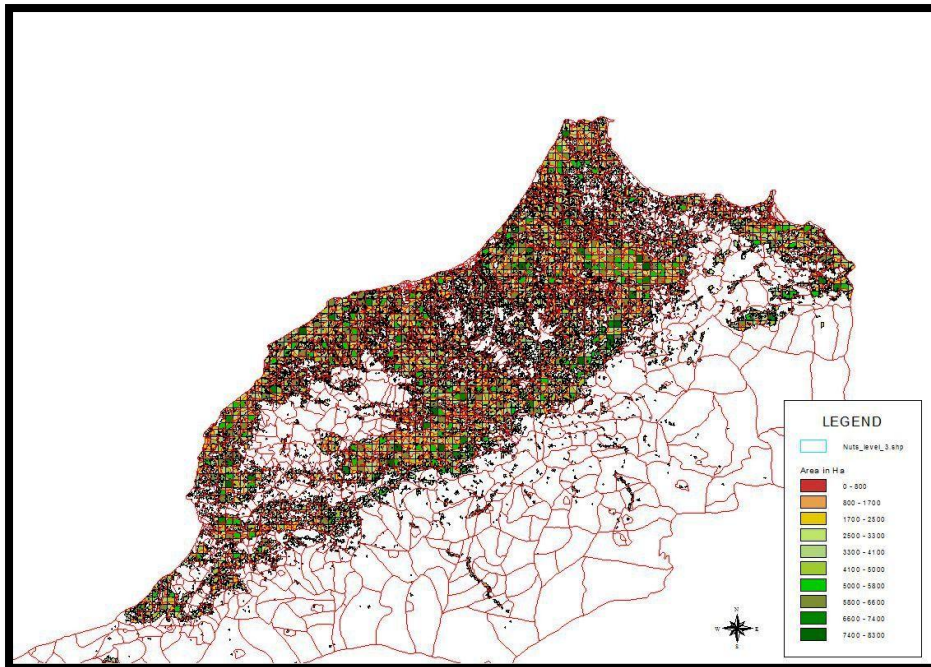 LEGEND
Nuts_level_3.shp
Area in Ha
0 - 800
800 - 1700
1700 - 2500
2500 - 3300
3300 - 4100
4100 - 5000
5000 - 5800
5800 - 6600
6600 - 7400
7400 - 8300
N
W E
S